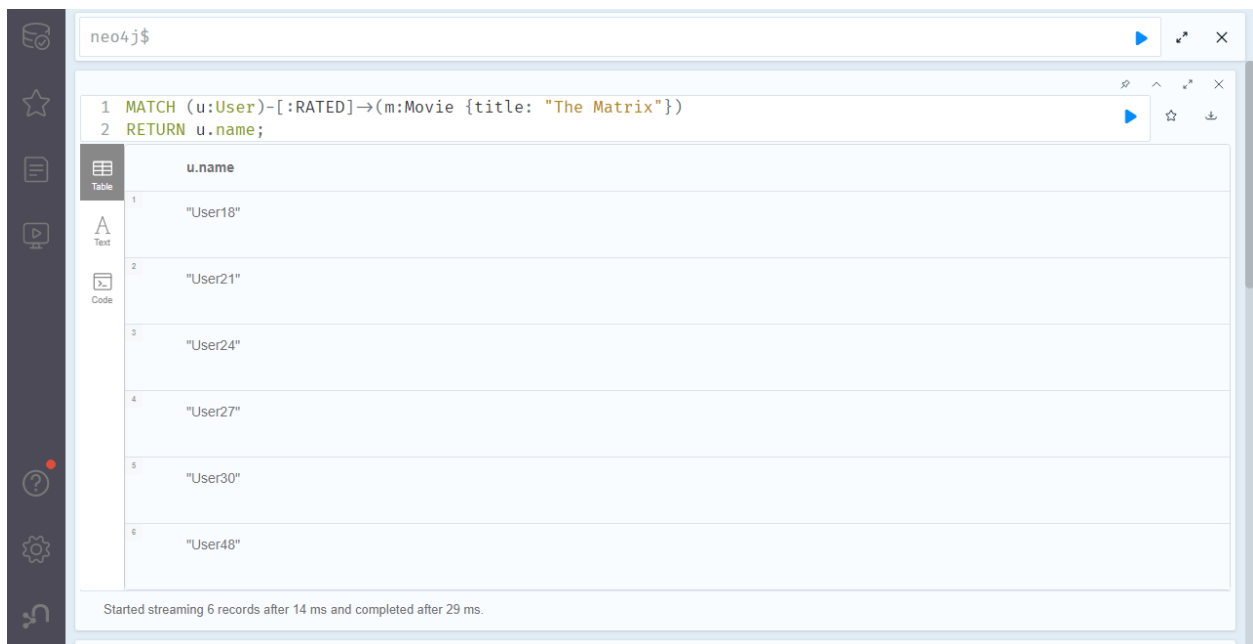 neo4j$
1 MATCH (u:User)-[:RATED]→(m:Movie {title: "The Matrix"})
2 RETURN u.name;
Table
Text
Code
u.name
1
"User18"
2
"User21"
3
"User24"
4
"User27"
5
"User30"
6
"User48"
Started streaming 6 records after 14 ms and completed after 29 ms.